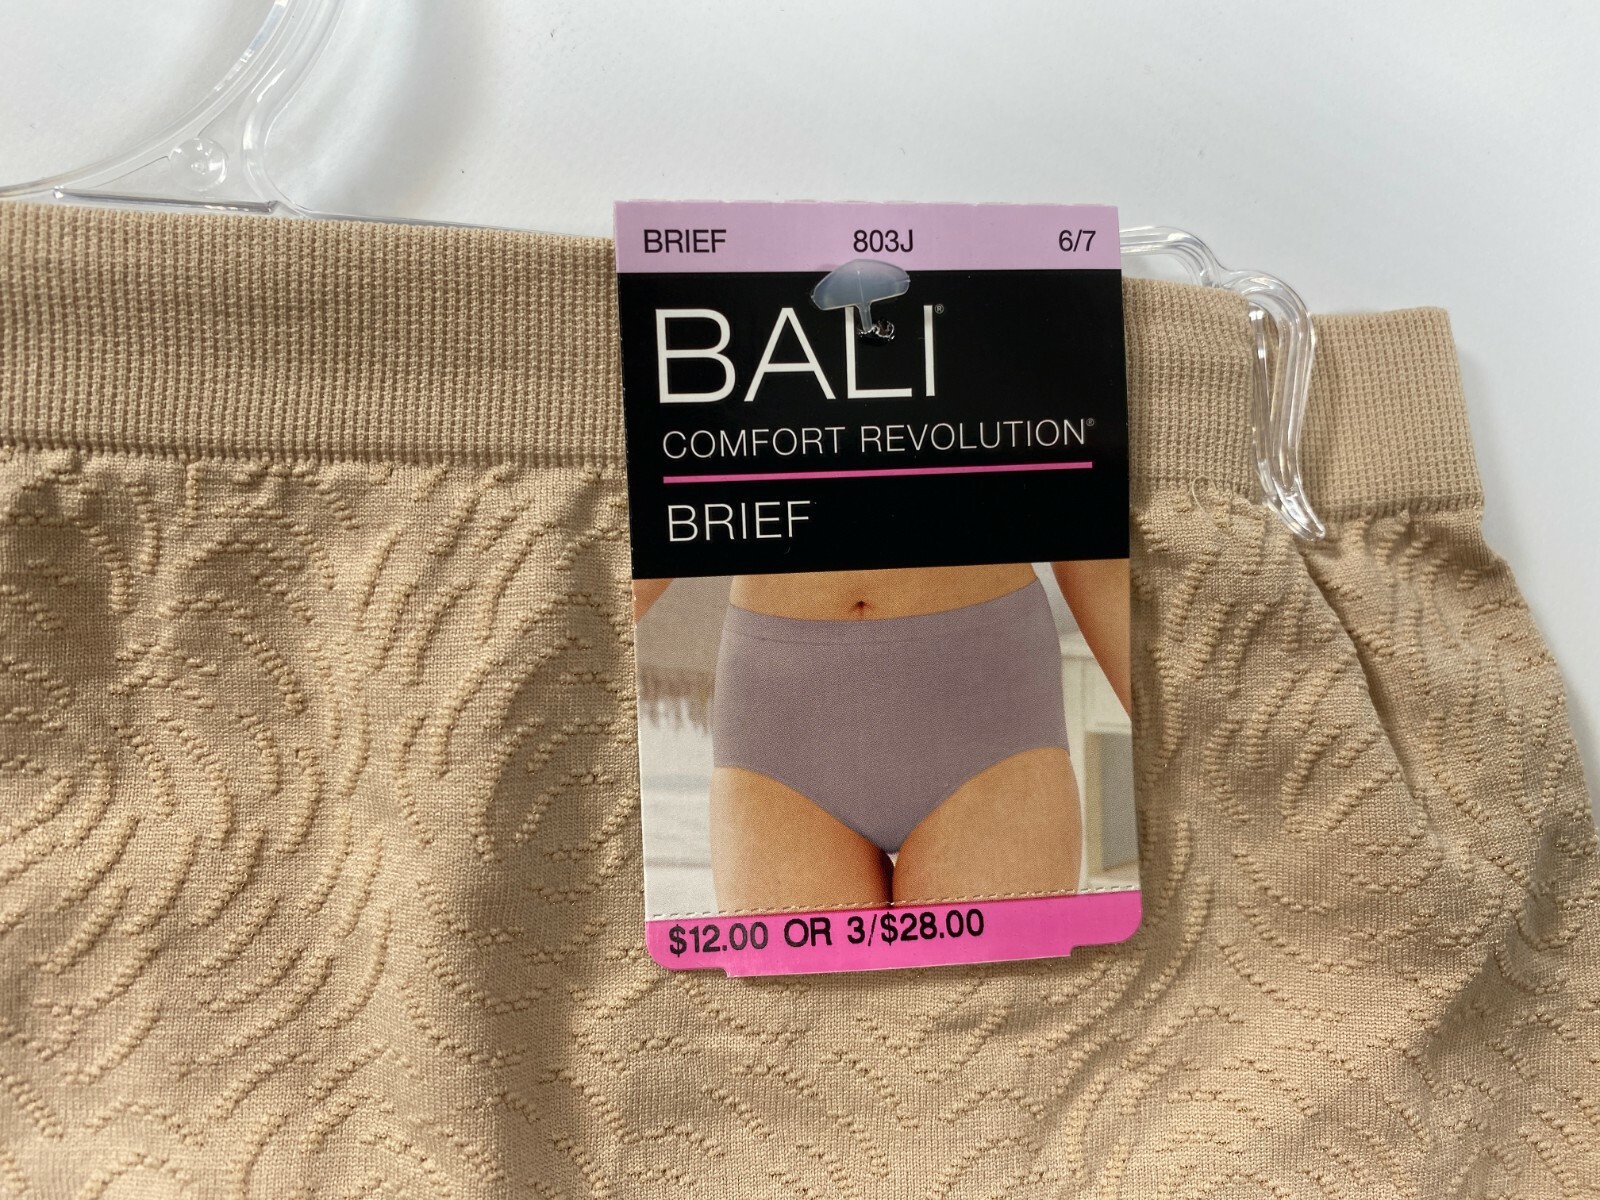 BRIEF 803J 6/7
BALI®
COMFORT REVOLUTION®
BRIEF
$12.00 OR 3/$28.00